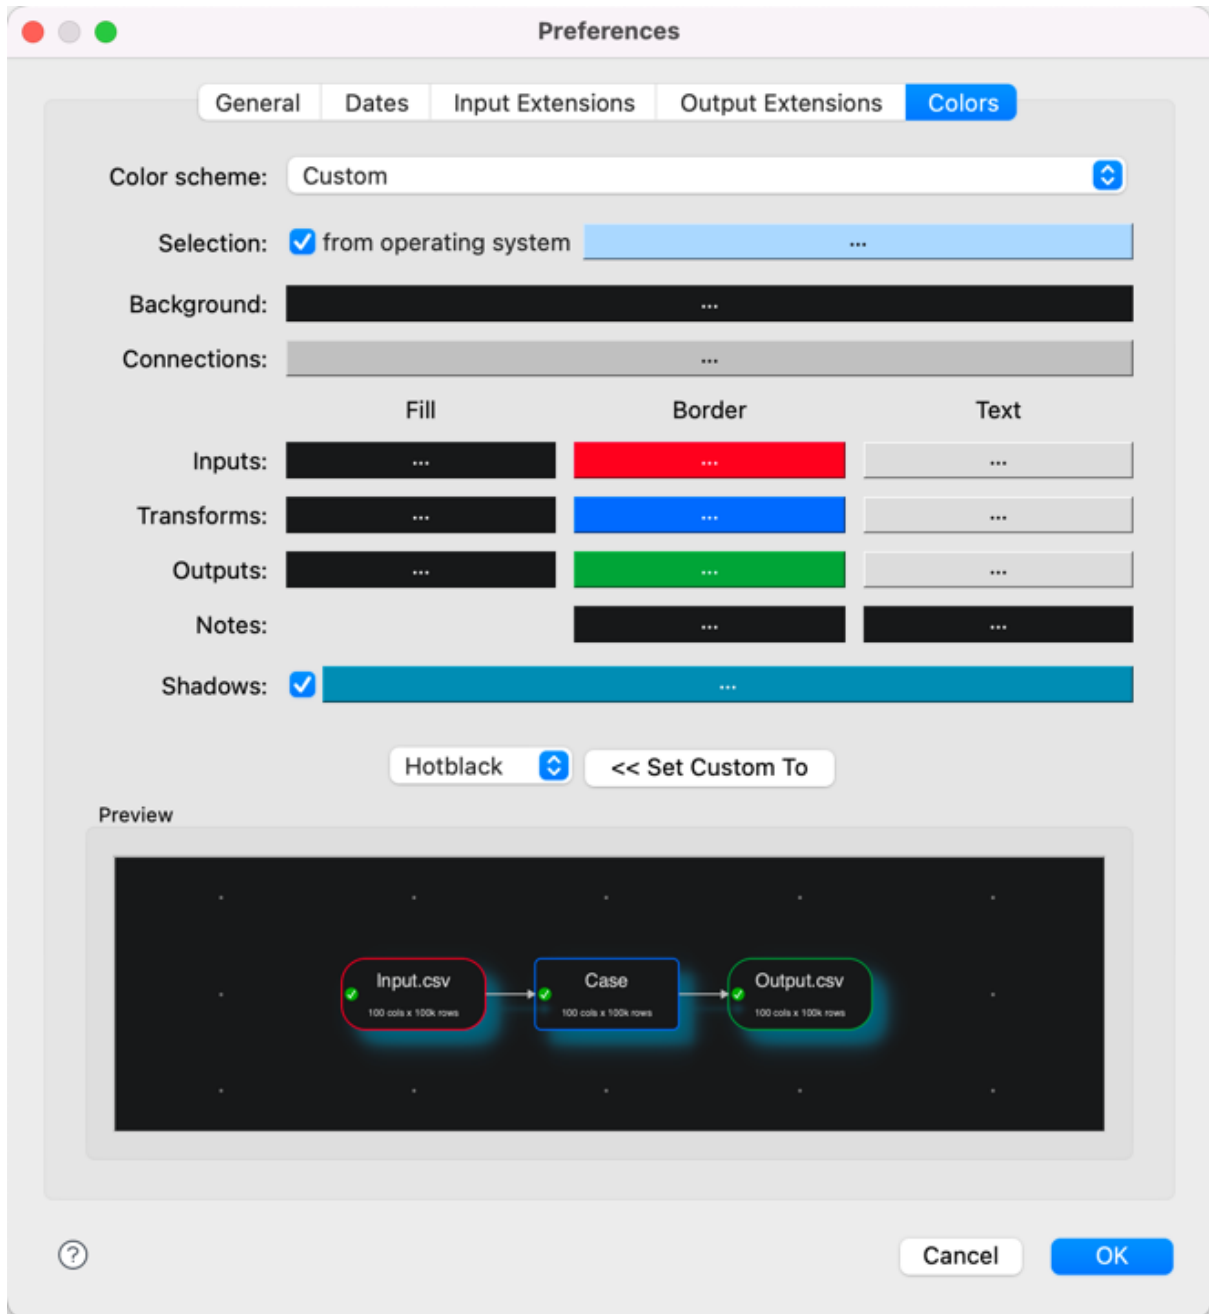 Preferences
General Dates Input Extensions Output Extensions Colors
Color scheme: Custom
Selection: from operating system ...
Background: ...
Connections: ...
Fill Border Text
Inputs: ... ... ...
Transforms: ... ... ...
Outputs: ... ... ...
Notes: ... ...
Shadows: ...
Hotblack << Set Custom To
Preview
Input.csv Case Output.csv
100 cols x 100k rows 100 cols x 100k rows 100 cols x 100k rows
? Cancel OK